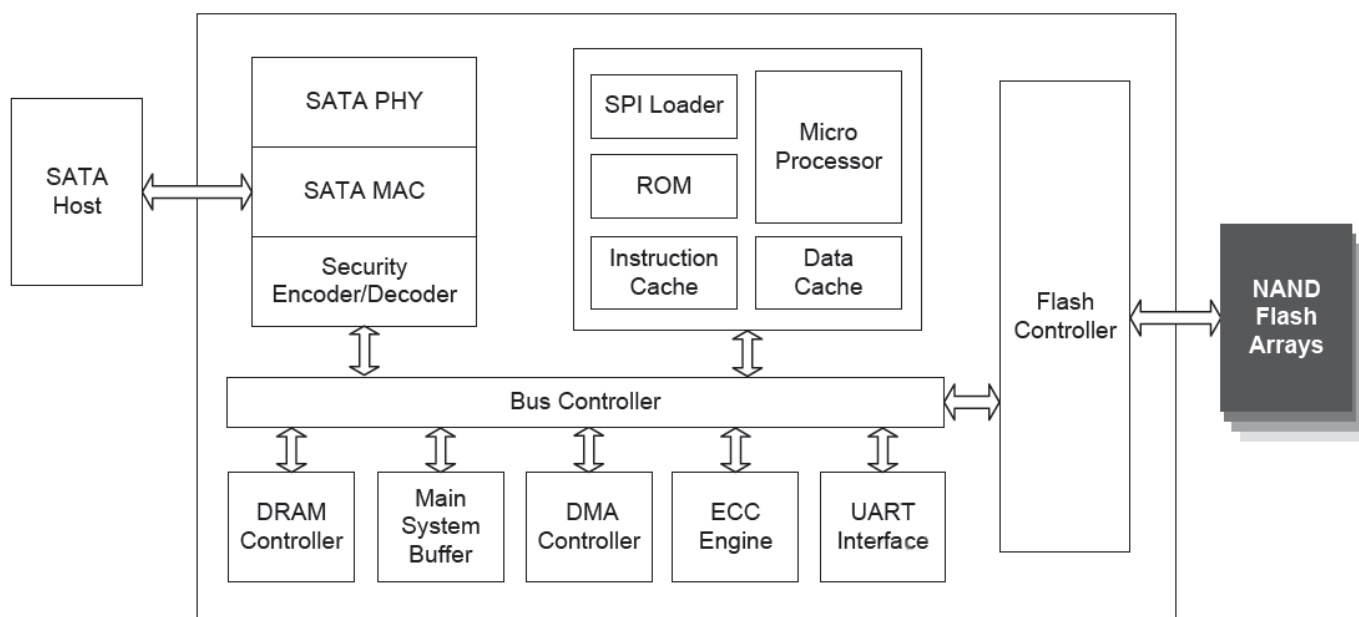 SATA
Host
SATA PHY
SATA MAC
Security
Encoder/Decoder
SPI Loader
ROM
Instruction
Cache
Micro
Processor
Data
Cache
Flash
Controller
NAND
Flash
Arrays
Bus Controller
DRAM
Controller
Main
System
Buffer
DMA
Controller
ECC
Engine
UART
Interface